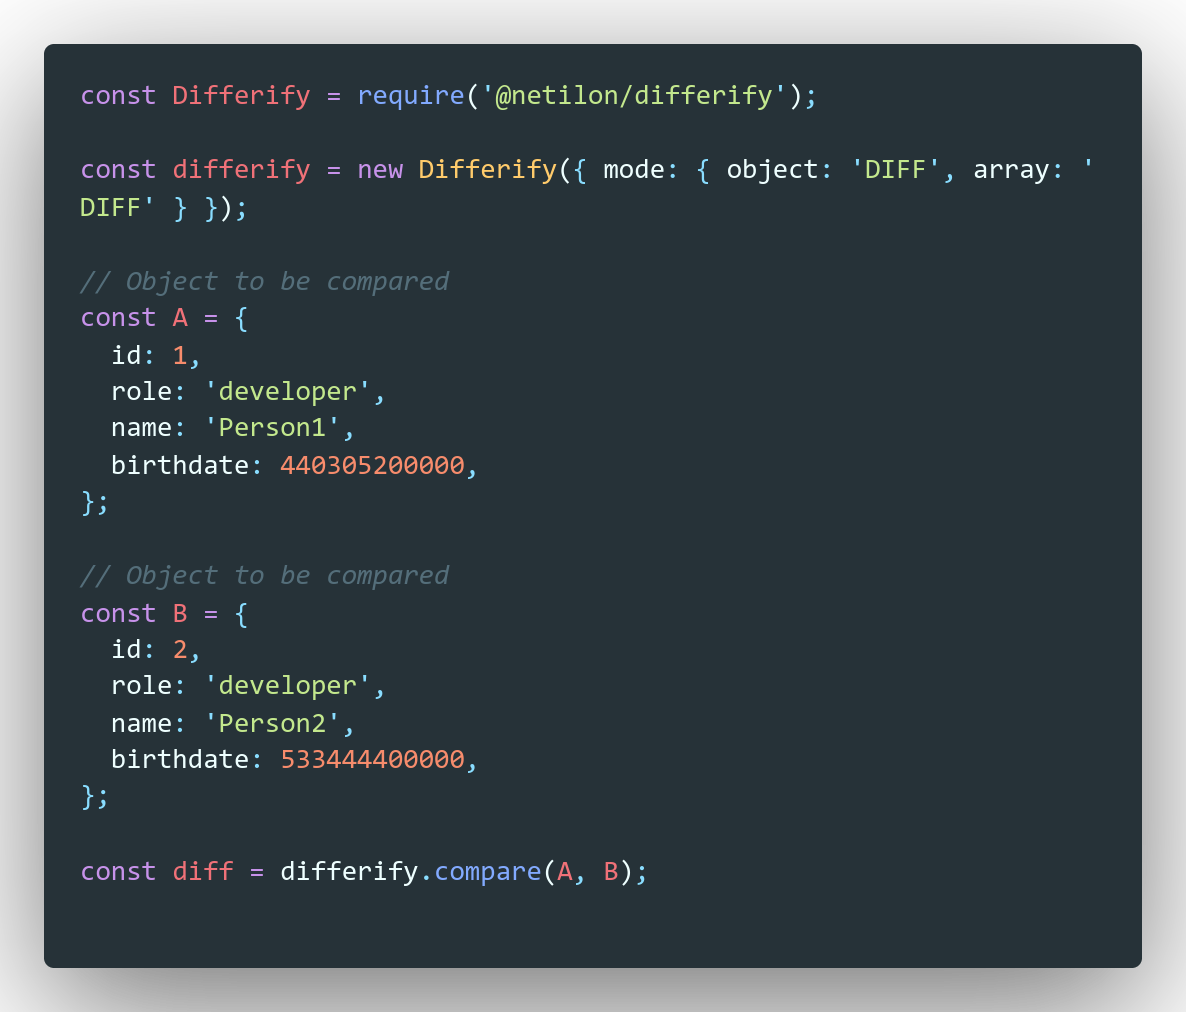 const Differify = require('@netilon/differify');
const differify = new Differify({ mode: { object: 'DIFF', array: '
DIFF' } });
// Object to be compared
const A = {
  id: 1,
  role: 'developer',
  name: 'Person1',
  birthdate: 440305200000,
};
// Object to be compared
const B = {
  id: 2,
  role: 'developer',
  name: 'Person2',
  birthdate: 533444400000,
};
const diff = differify.compare(A, B);